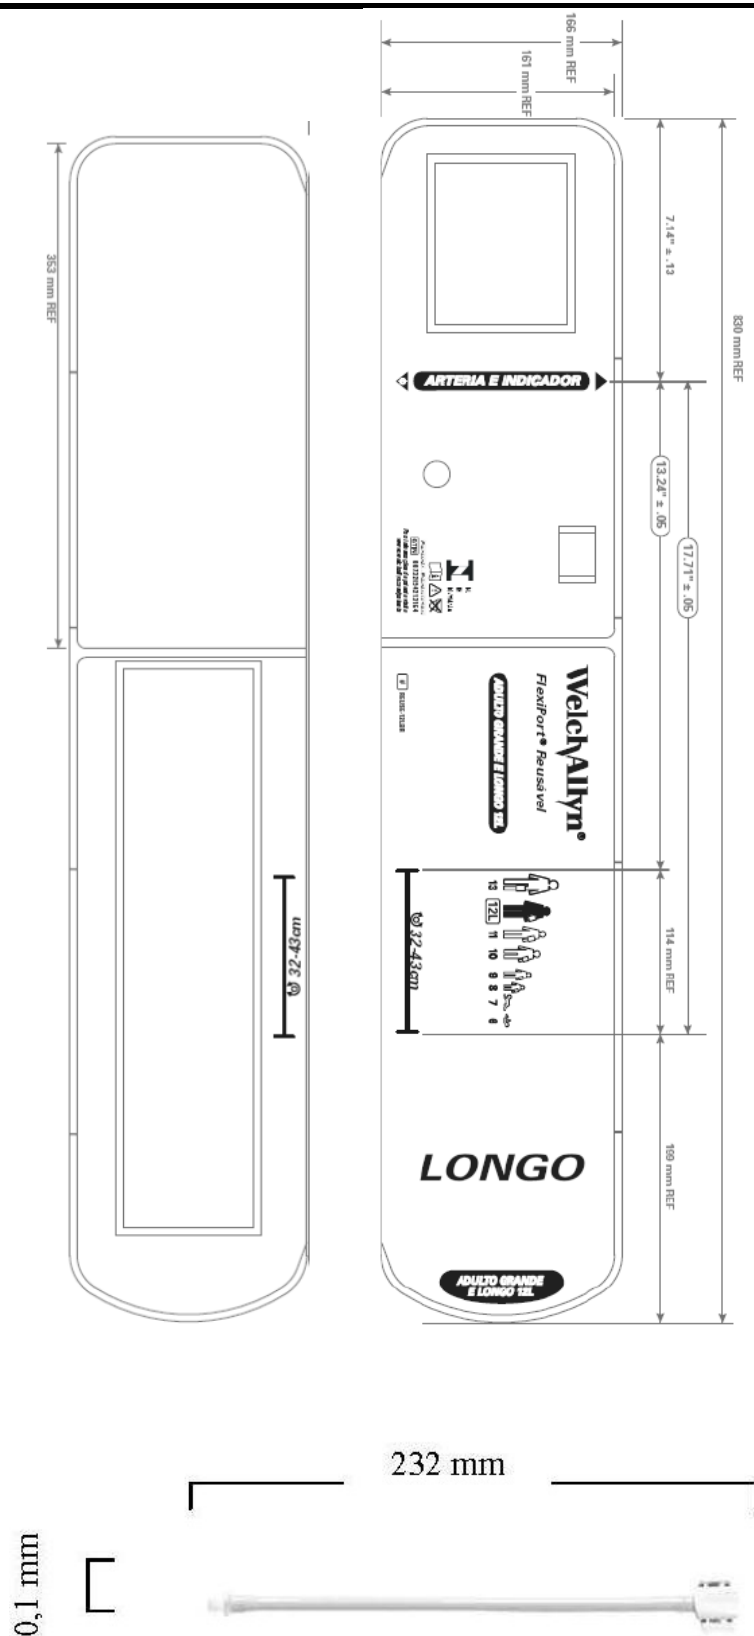 166 mm REF
161 mm REF
7.14" ± .13
830 mm REF
353 mm REF
ARTERIA E INDICADOR
13.24" ± .05
17.71" ± .05
WelchAllyn®
FlexiPort® Reusável
ADULTO GRANDE E LONGO 12L
REUSE-12LBR
13
12L
11
10
9
8
7
6
32-43cm
32-43cm
114 mm REF
199 mm REF
LONGO
ADULTO GRANDE
E LONGO 12L
232 mm
0,1 mm